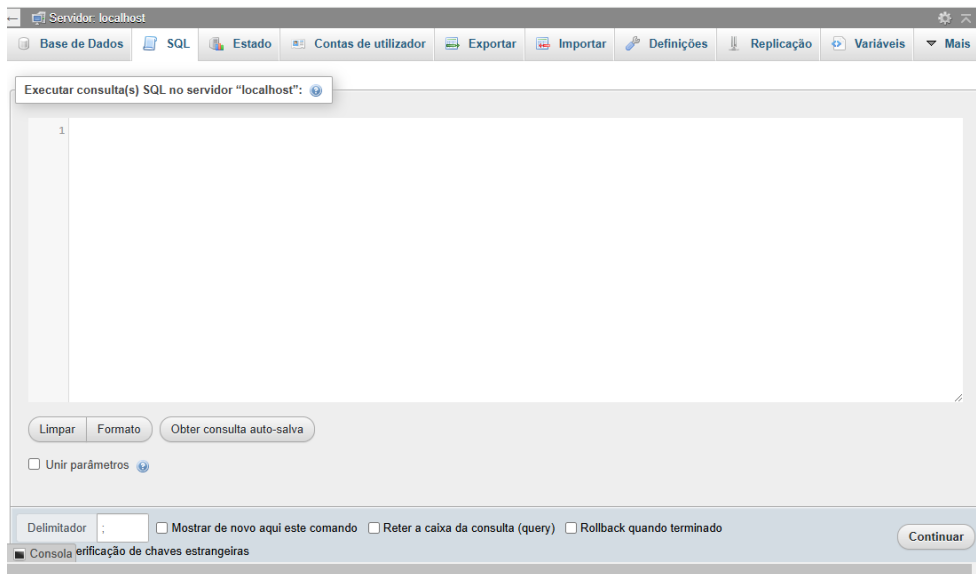 Servidor: localhost
Base de Dados SQL Estado Contas de utilizador Exportar Importar Definições Replicação Variáveis Mais
Executar consulta(s) SQL no servidor “localhost”:
1
Limpar Formato Obter consulta auto-salva
Unir parâmetros
Delimitador ; Mostrar de novo aqui este comando Reter a caixa da consulta (query) Rollback quando terminado
Continuar
Consola erificação de chaves estrangeiras